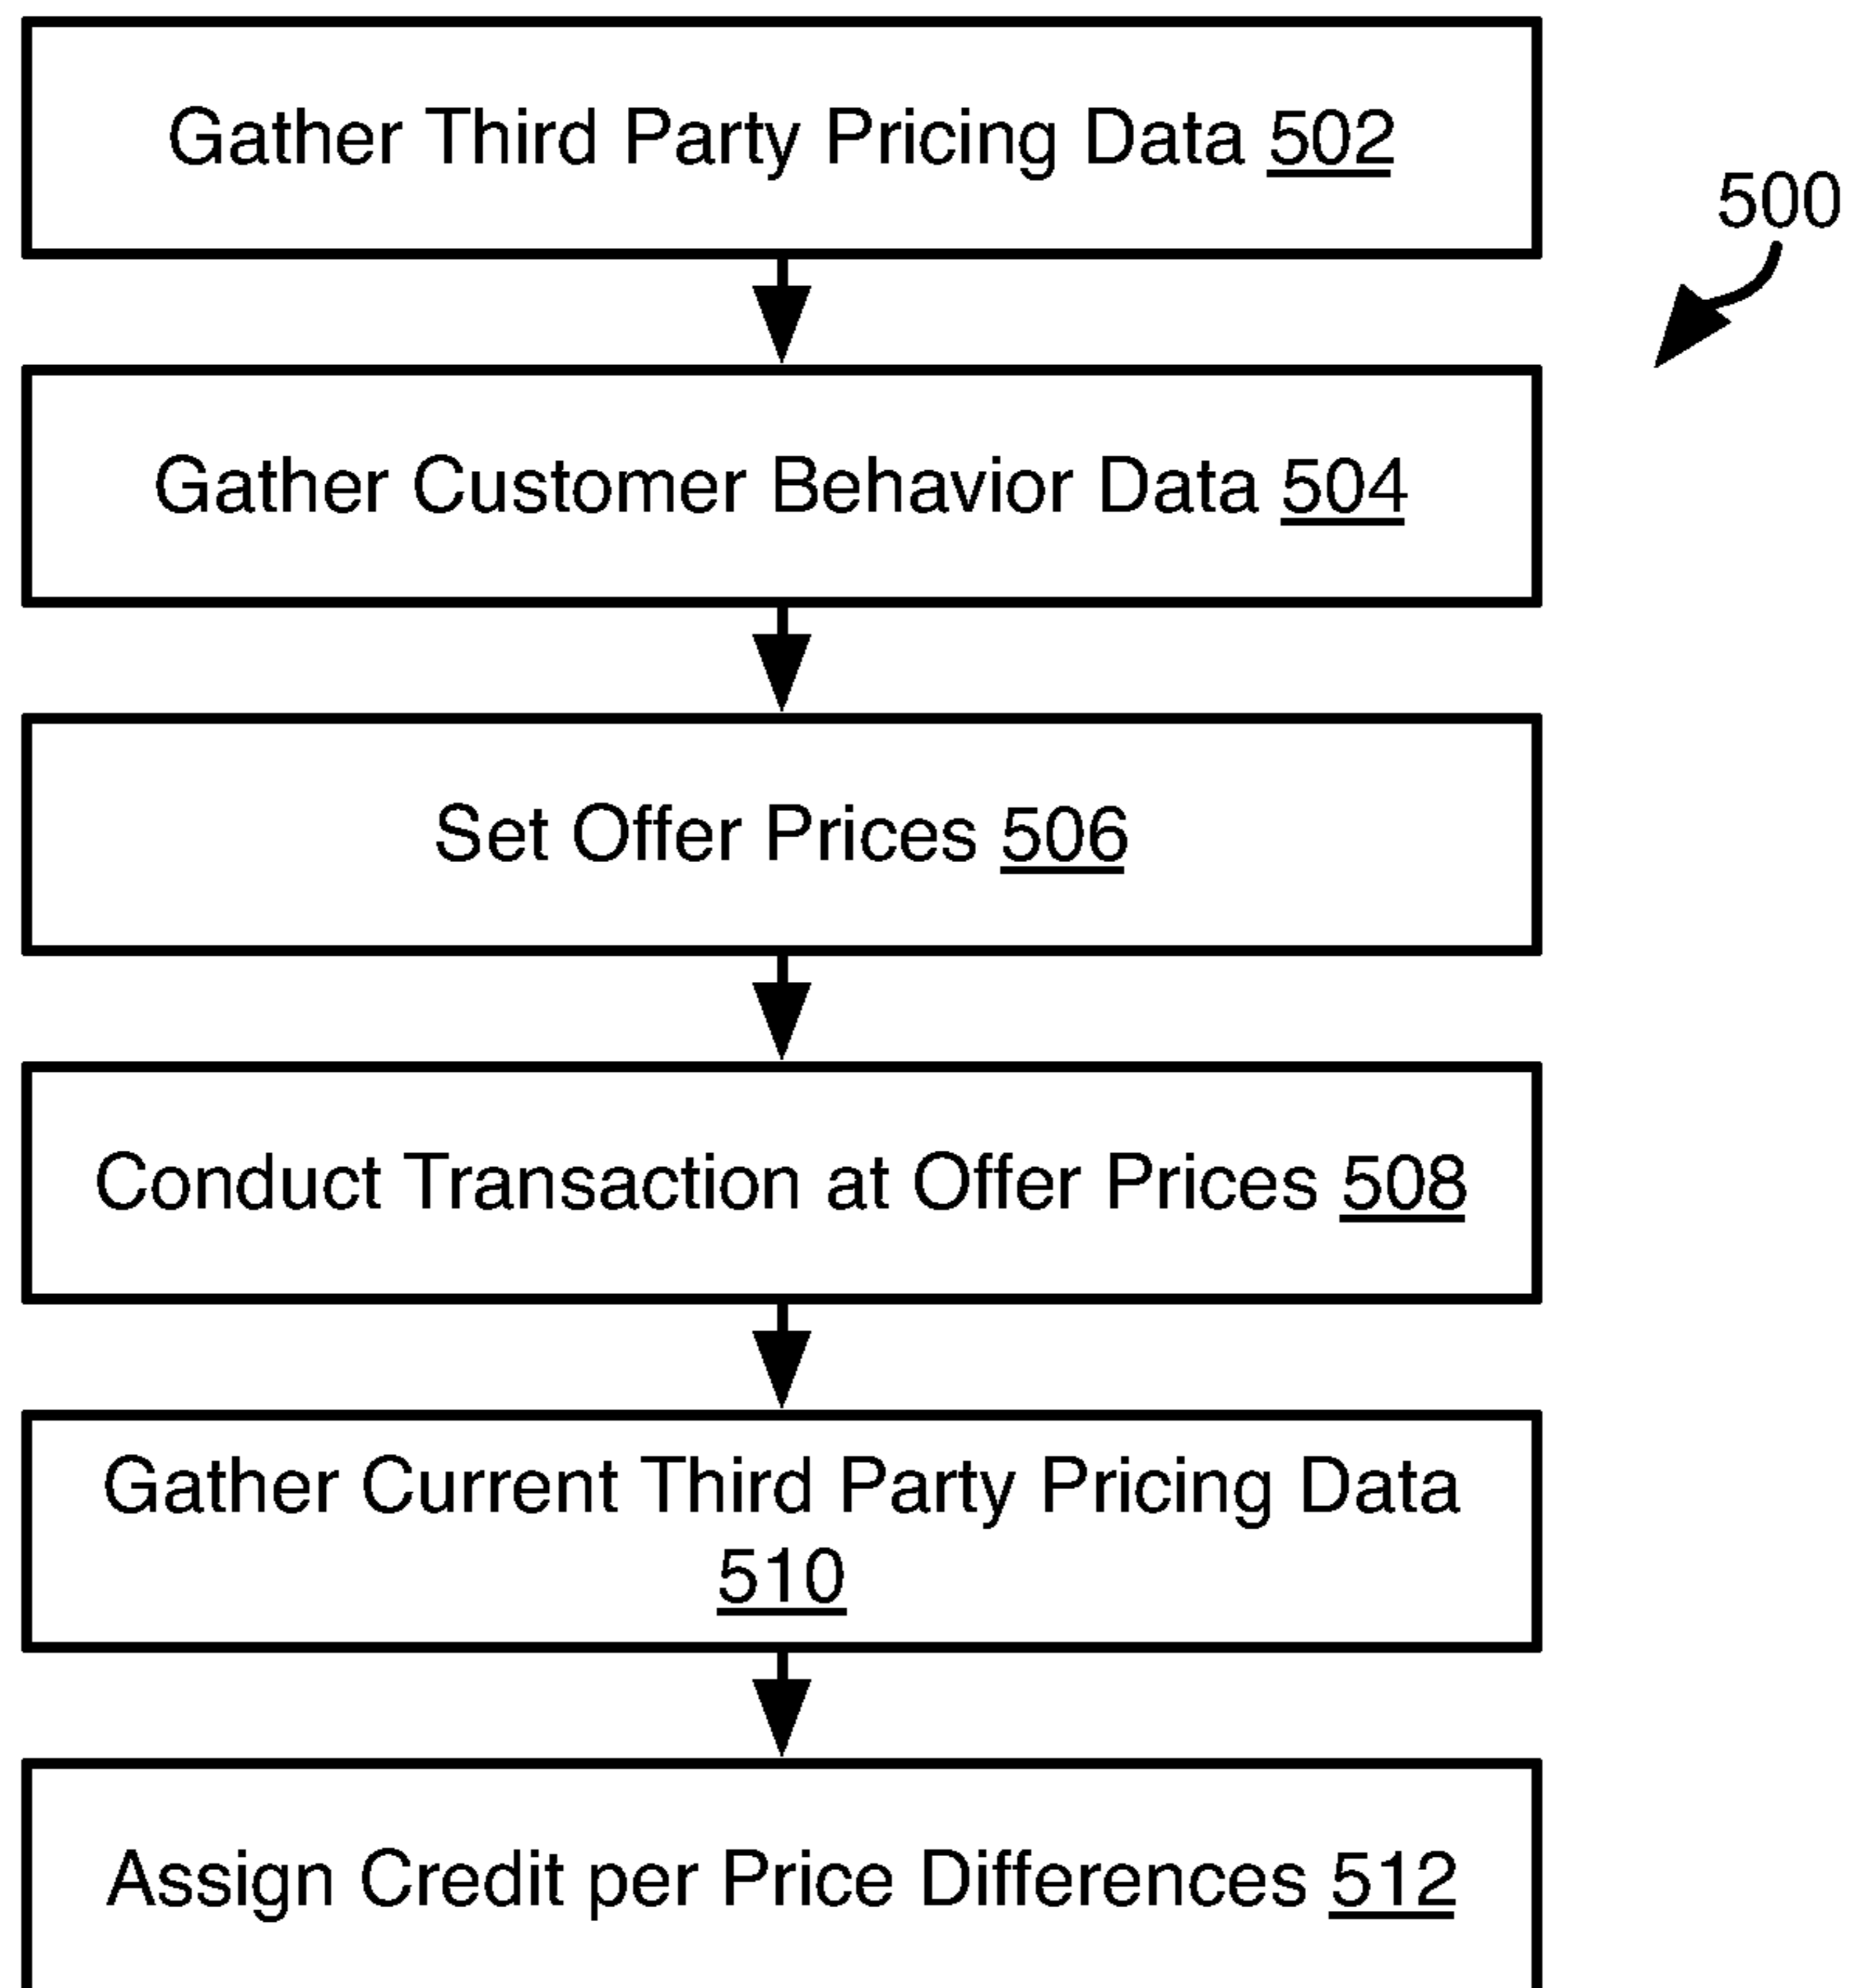 Gather Third Party Pricing Data 502
500
Gather Customer Behavior Data 504
Set Offer Prices 506
Conduct Transaction at Offer Prices 508
Gather Current Third Party Pricing Data
510
Assign Credit per Price Differences 512